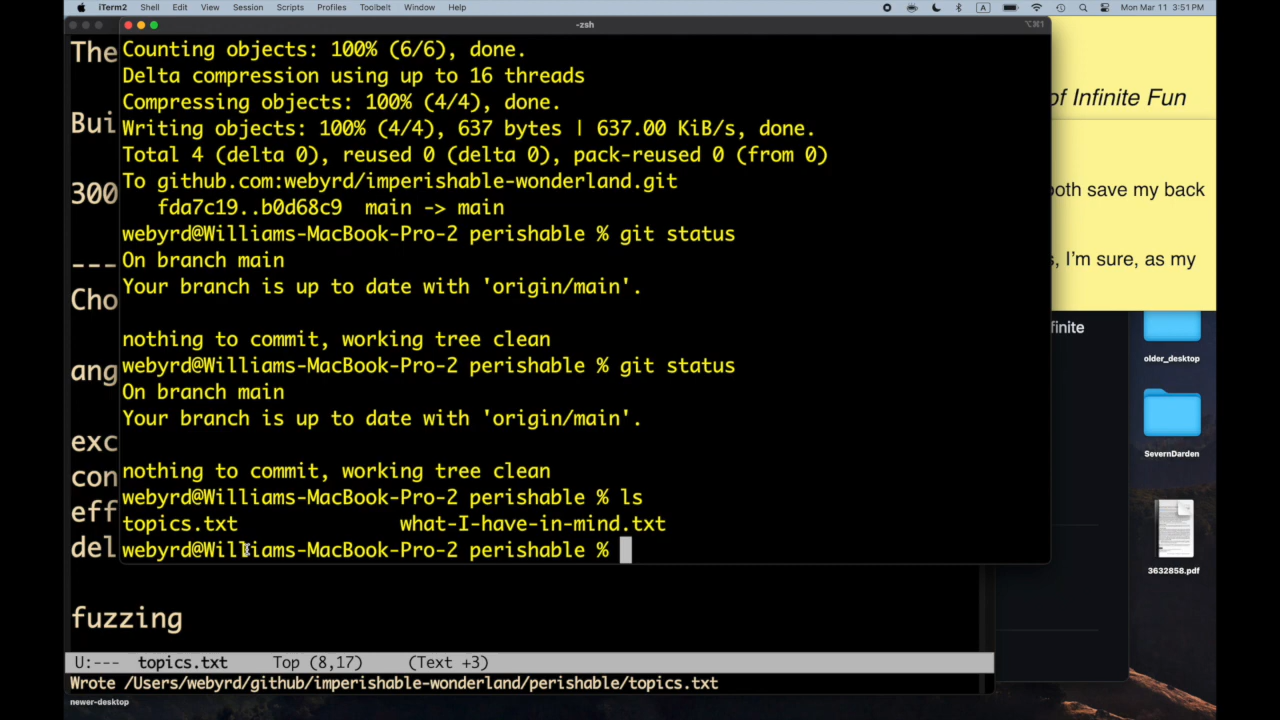 iTerm2 Shell Edit View Session Scripts Profiles Toolbelt Window Help A Mon Mar 11 3:51 PM
-zsh
⌥⌘1
Counting objects: 100% (6/6), done.
Delta compression using up to 16 threads
Compressing objects: 100% (4/4), done.
Writing objects: 100% (4/4), 637 bytes | 637.00 KiB/s, done.
Total 4 (delta 0), reused 0 (delta 0), pack-reused 0 (from 0)
To github.com:webyrd/imperishable-wonderland.git
fda7c19..b0d68c9 main -> main
webyrd@Williams-MacBook-Pro-2 perishable % git status
On branch main
Your branch is up to date with 'origin/main'.
nothing to commit, working tree clean
webyrd@Williams-MacBook-Pro-2 perishable % git status
On branch main
Your branch is up to date with 'origin/main'.
nothing to commit, working tree clean
webyrd@Williams-MacBook-Pro-2 perishable % ls
topics.txt what-I-have-in-mind.txt
webyrd@Williams-MacBook-Pro-2 perishable %
The
Bui
300
---
Cho
ang
exc
con
eff
del
fuzzing
U:--- topics.txt Top (8,17) (Text +3)
Wrote /Users/webyrd/github/imperishable-wonderland/perishable/topics.txt
newer-desktop
of Infinite Fun
both save my back
s, I'm sure, as my
finite
older_desktop
SevernDarden
3632858.pdf